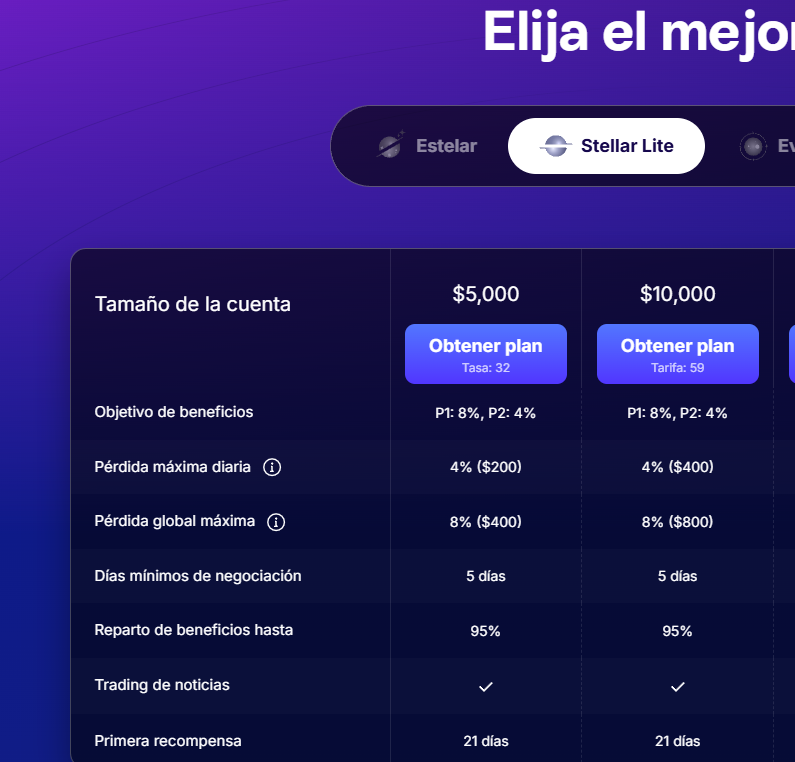 Elija el mejor
Estelar
Stellar Lite
Ev
Tamaño de la cuenta
$5,000
$10,000
Obtener plan
Tasa: 32
Obtener plan
Tarifa: 59
Objetivo de beneficios
P1: 8%, P2: 4%
P1: 8%, P2: 4%
Pérdida máxima diaria
4% ($200)
4% ($400)
Pérdida global máxima
8% ($400)
8% ($800)
Días mínimos de negociación
5 días
5 días
Reparto de beneficios hasta
95%
95%
Trading de noticias
Primera recompensa
21 días
21 días